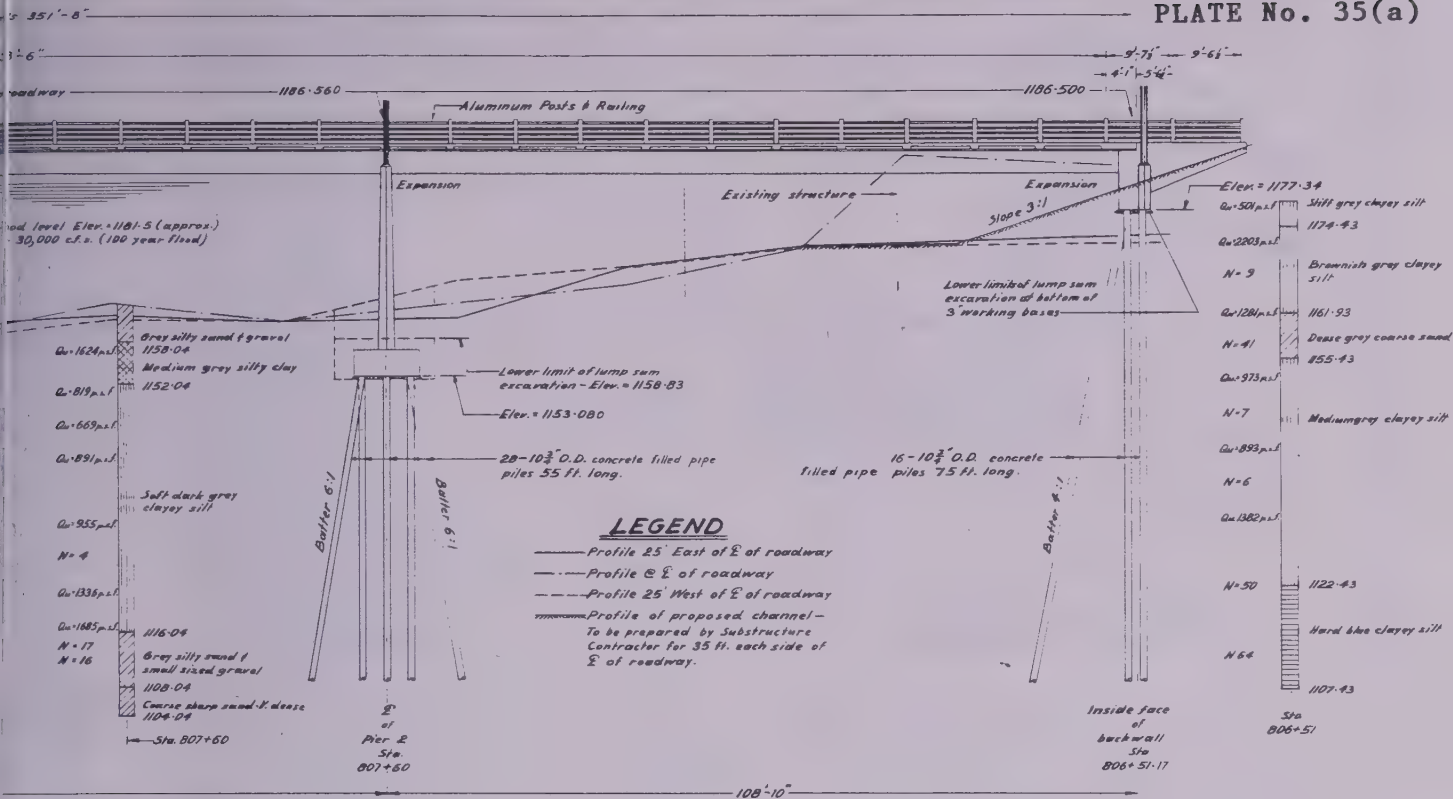 PLATE No. 35(a)
351'-8"
3'-6"
9'-7½" 9'-6½"
4'-1"
roadway
1186·560
1186·500
Aluminum Posts & Railing
Expansion
Existing structure
Expansion
Slope 3:1
Elev. = 1177·34
ood level Elev. = 1181·5 (approx.)
30,000 c.f.s. (100 year flood)
Qu=501p.s.f.
Stiff grey clayey silt
1174·43
Qu=2203p.s.f.
Brownish grey clayey
silt
N = 9
Lower limit of lump sum
excavation at bottom of
3" working bases
Qu=1281p.s.f.
1161·93
N = 41
Dense grey coarse sand
1155·43
Qu=973p.s.f.
N = 7
Medium grey clayey silt
Qu=893p.s.f.
N = 6
Qu=1382p.s.f.
N = 50
1122·43
Hard blue clayey silt
N 64
1107·43
Sta
806+51
Grey silty sand & gravel
Qu=1624p.s.f.
1158·04
Medium grey silty clay
1152·04
Qu=819p.s.f.
Qu=669p.s.f.
Qu=891p.s.f.
Soft dark grey
clayey silt
Qu=955p.s.f.
N = 4
Qu=1336p.s.f.
Qu=1685p.s.f.
1116·04
N = 17
N = 16
Grey silty sand &
small sized gravel
1108·04
Coarse sharp sand-V. dense
1104·04
Sta. 807+60
Lower limit of lump sum
excavation - Elev. = 1158·83
Elev. = 1153·080
28-10¾" O.D. concrete filled pipe
piles 55 ft. long.
16-10¾" O.D. concrete
filled pipe piles 75 ft. long.
Batter 6:1
Batter 6:1
Batter 4:1
LEGEND
Profile 25' East of ℄ of roadway
Profile @ ℄ of roadway
Profile 25' West of ℄ of roadway
Profile of proposed channel -
To be prepared by Substructure
Contractor for 35 ft. each side of
℄ of roadway.
℄
of
Pier 2
Sta.
807+60
Inside face
of
backwall
Sta
806+51·17
108'-10"